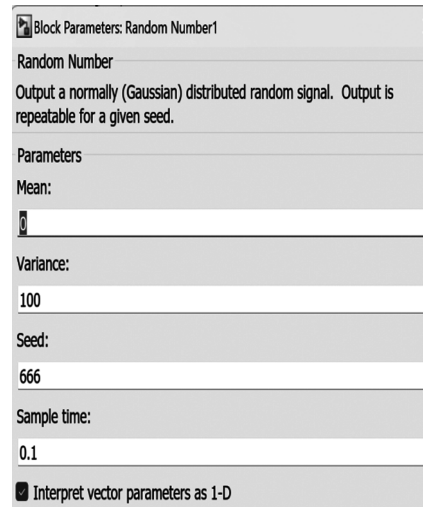 Block Parameters: Random Number1
Random Number
Output a normally (Gaussian) distributed random signal.  Output is
repeatable for a given seed.
Parameters
Mean:
0
Variance:
100
Seed:
666
Sample time:
0.1
Interpret vector parameters as 1-D